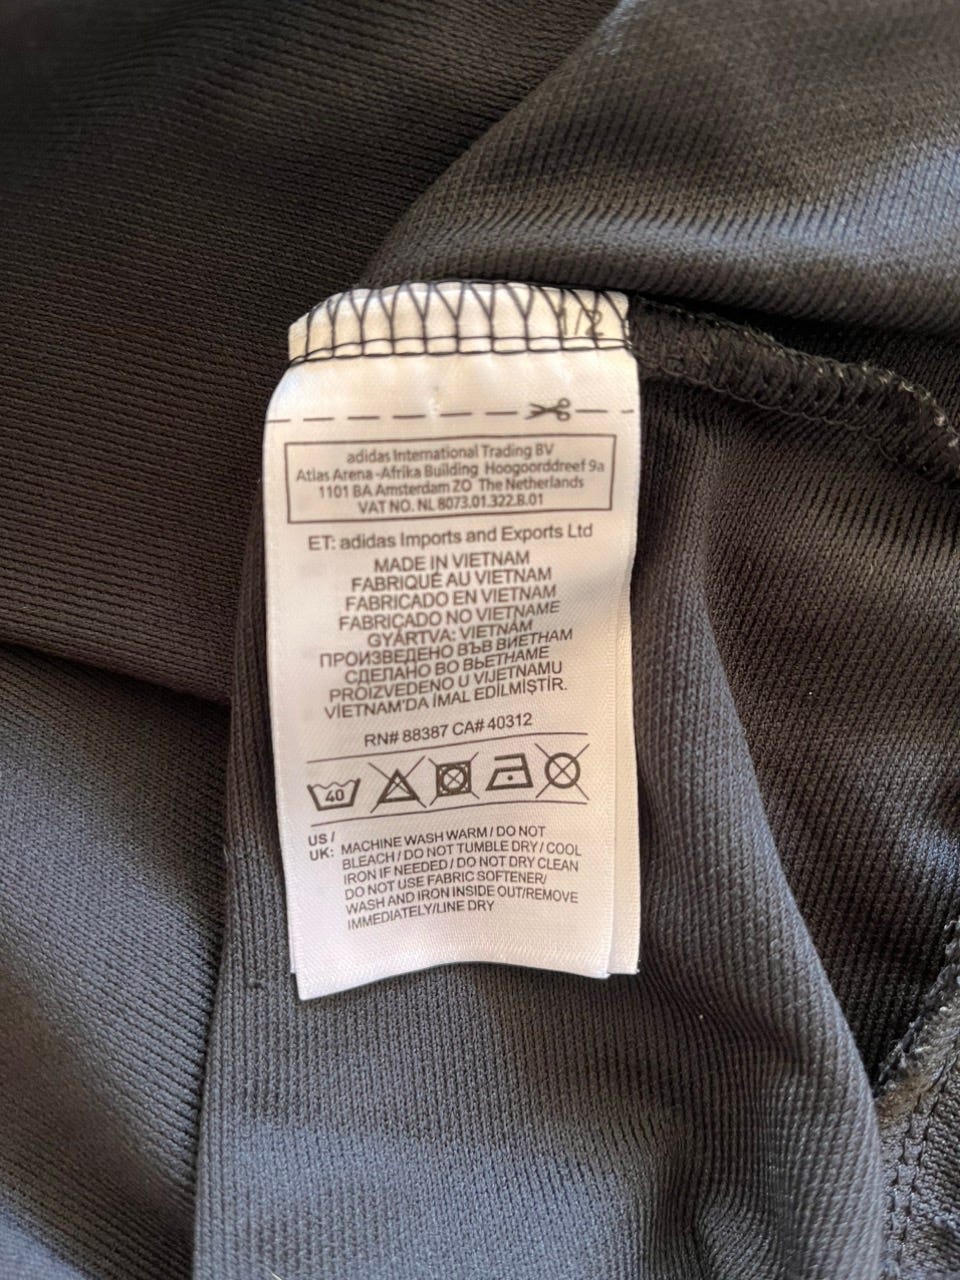 1/2
adidas International Trading BV
Atlas Arena-Afrika Building Hoogoorddreef 9a
1101 BA Amsterdam ZO The Netherlands
VAT NO. NL 8073.01.322.B.01
ET: adidas Imports and Exports Ltd
MADE IN VIETNAM
FABRIQUÉ AU VIETNAM
FABRICADO EN VIETNAM
FABRICADO NO VIETNAME
GYÁRTVA: VIETNAM
ПРОИЗВЕДЕНО ВЪВ ВИЕТНАМ
СДЕЛАНО ВО ВЬЕТНАМЕ
PROIZVEDENO U VIJETNAMU
VİETNAM'DA İMAL EDİLMİŞTİR.
RN# 88387 CA# 40312
40
US /
UK: MACHINE WASH WARM / DO NOT
BLEACH / DO NOT TUMBLE DRY / COOL
IRON IF NEEDED / DO NOT DRY CLEAN
DO NOT USE FABRIC SOFTENER/
WASH AND IRON INSIDE OUT/REMOVE
IMMEDIATELY/LINE DRY